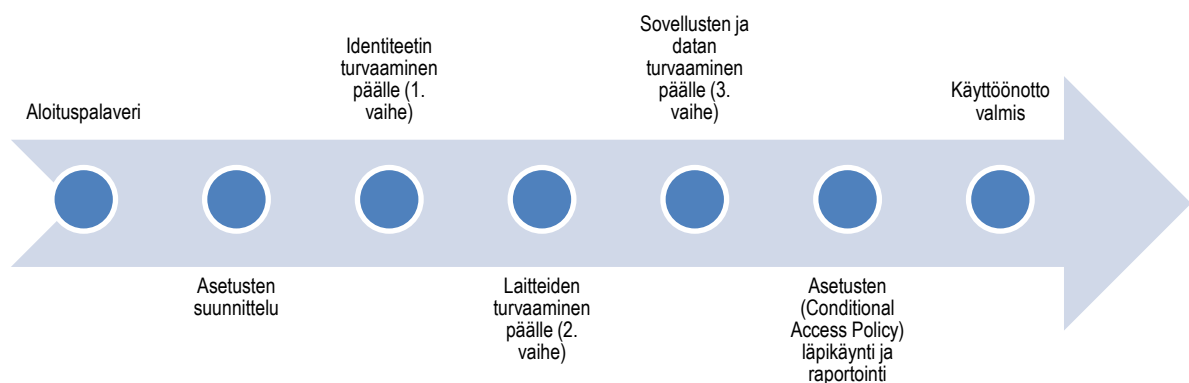 Aloituspalaveri
Asetusten
suunnittelu
Identiteetin
turvaaminen
päälle (1.
vaihe)
Laitteiden
turvaaminen
päälle (2.
vaihe)
Sovellusten ja
datan
turvaaminen
päälle (3.
vaihe)
Asetusten
(Conditional
Access Policy)
läpikäynti ja
raportointi
Käyttöönotto
valmis